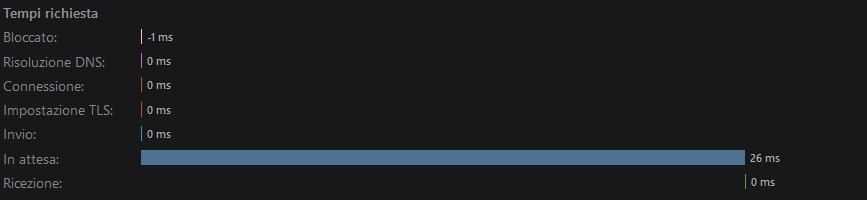 Tempi richiesta
Bloccato: -1 ms
Risoluzione DNS: 0 ms
Connessione: 0 ms
Impostazione TLS: 0 ms
Invio: 0 ms
In attesa: 26 ms
Ricezione: 0 ms